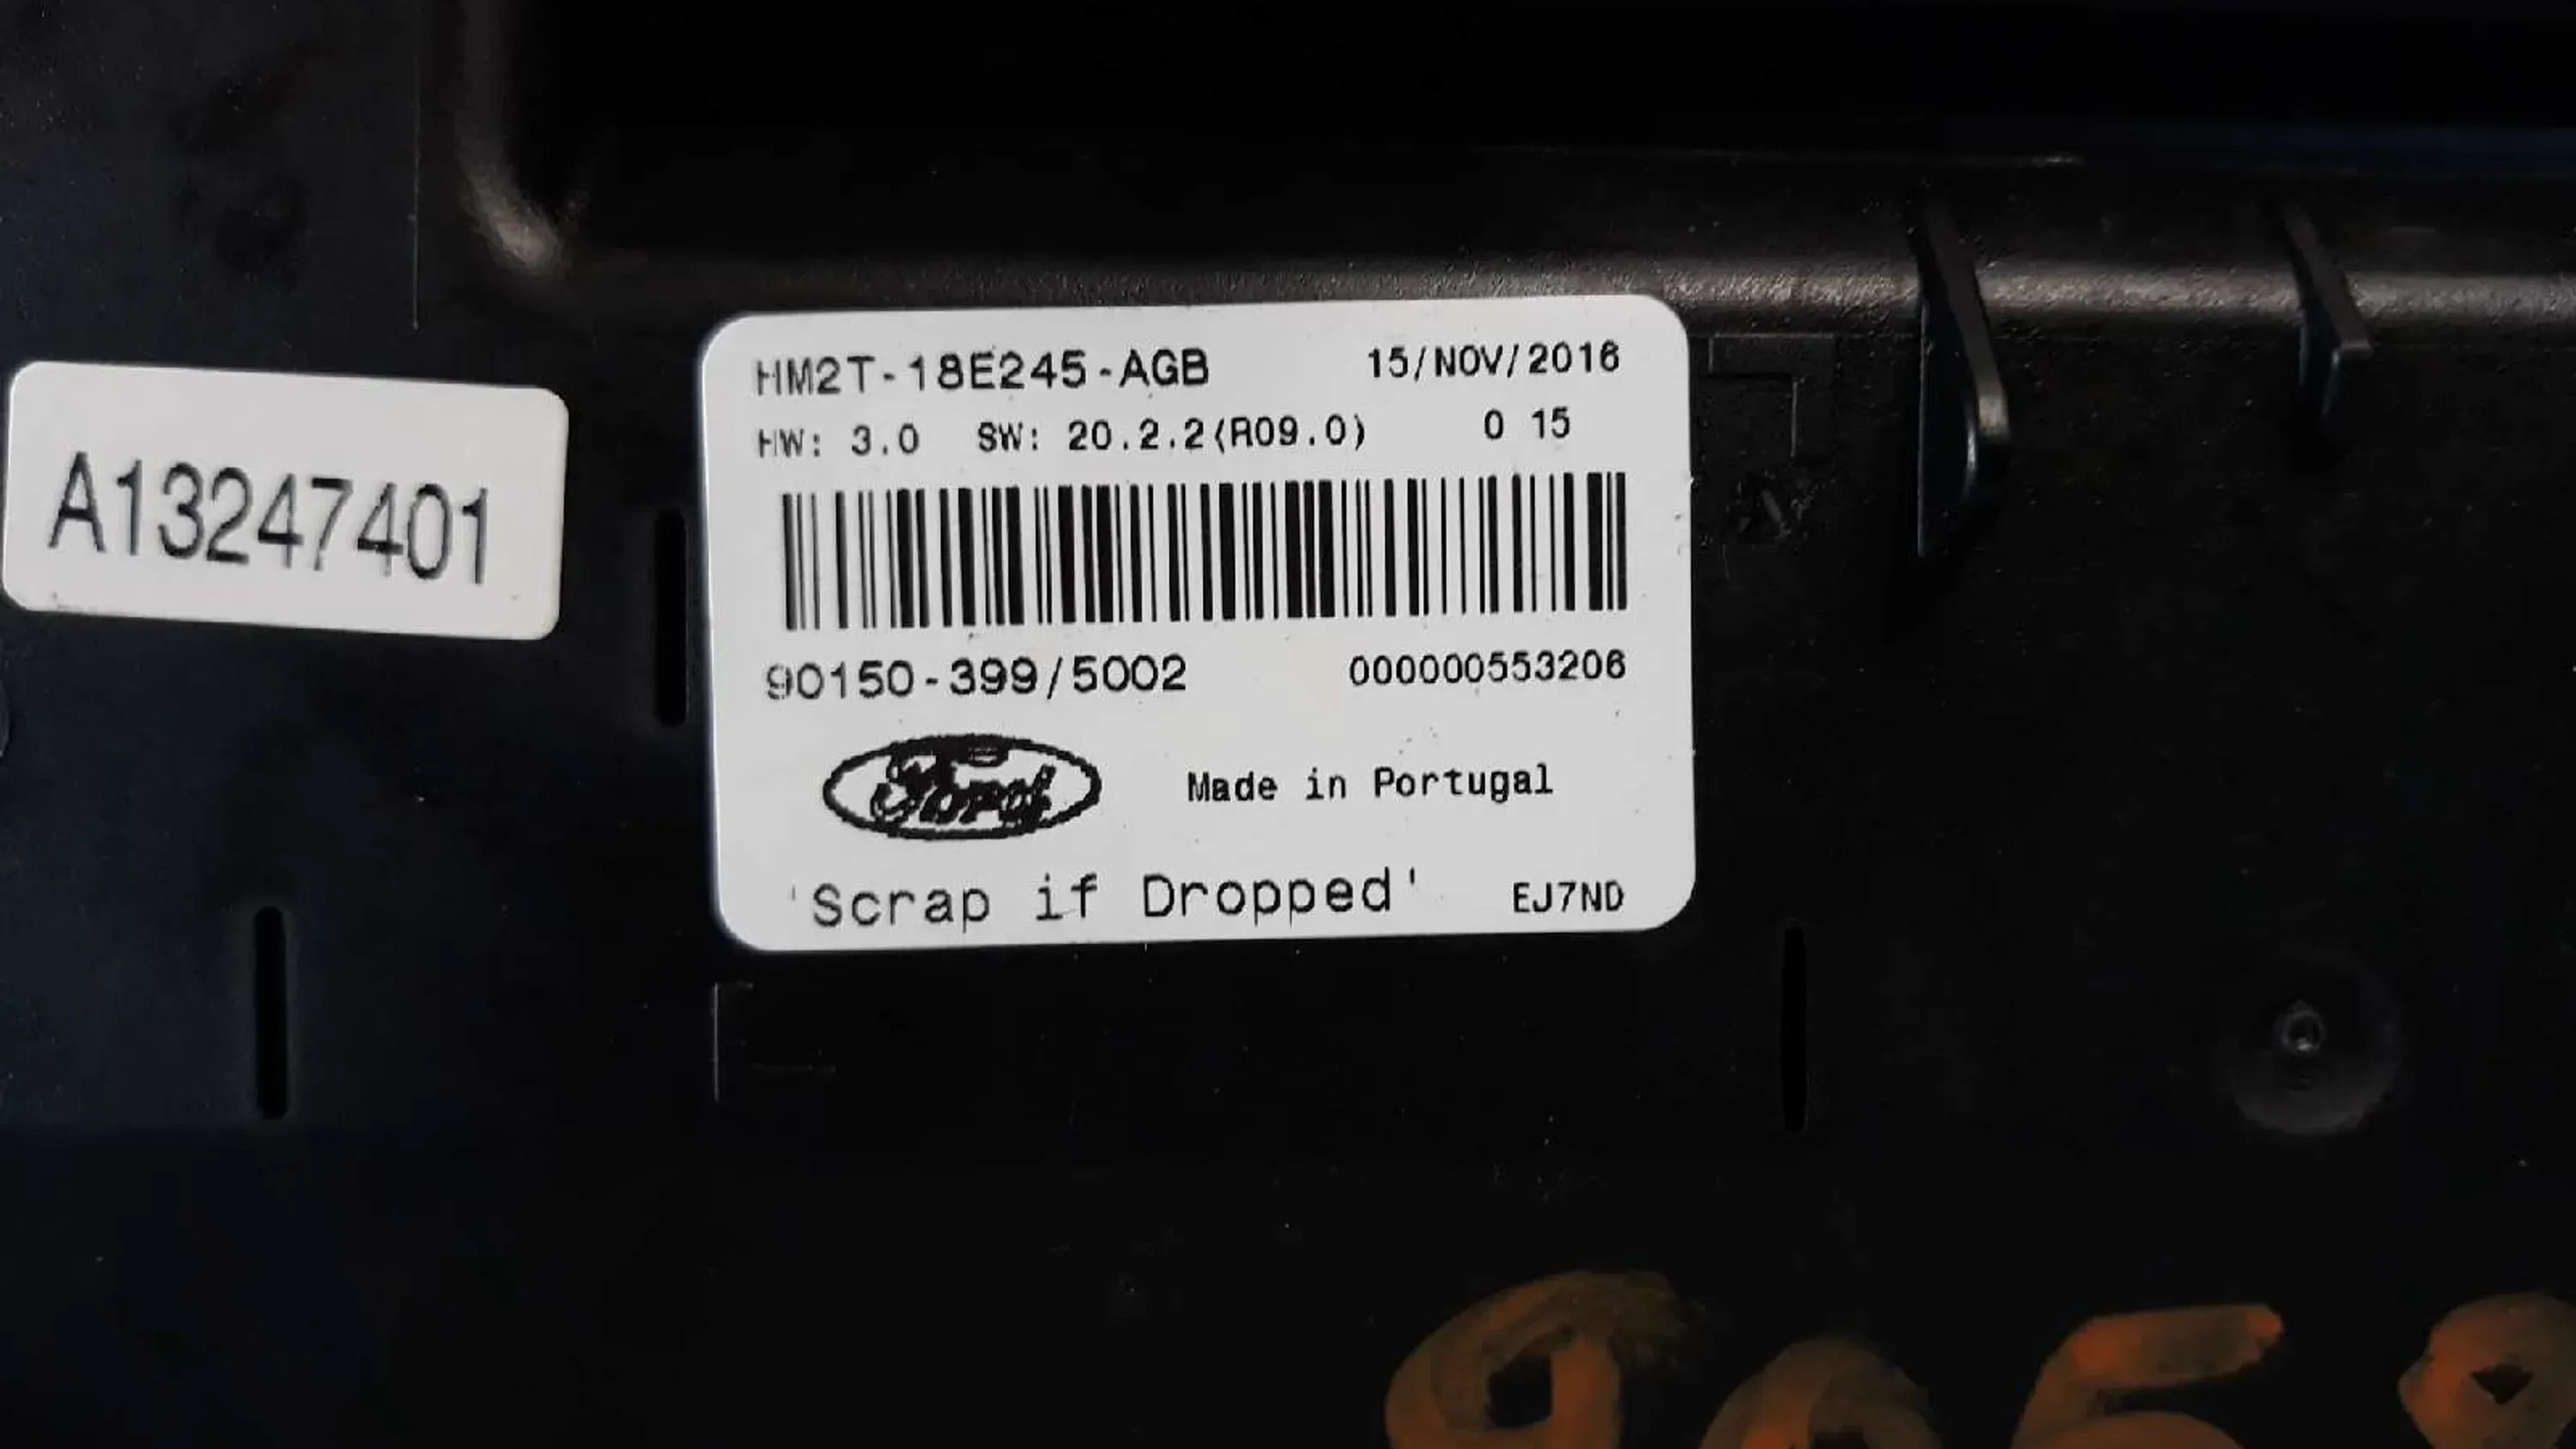 A13247401
HM2T-18E245-AGB 15/NOV/2016
HW: 3.0 SW: 20.2.2(R09.0) 0 15
90150-399/5002 000000553206
Ford Made in Portugal
'Scrap if Dropped' EJ7ND